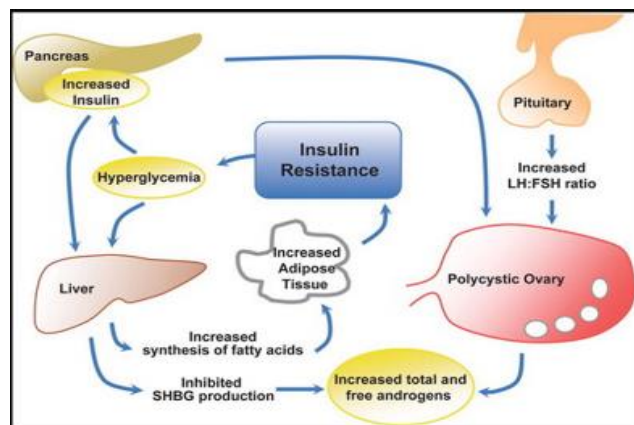 Pancreas
Increased
Insulin
Pituitary
Insulin
Resistance
Increased
LH:FSH ratio
Hyperglycemia
Increased
Adipose
Tissue
Polycystic Ovary
Liver
Increased
synthesis of fatty acids
Inhibited
SHBG production
Increased total and
free androgens